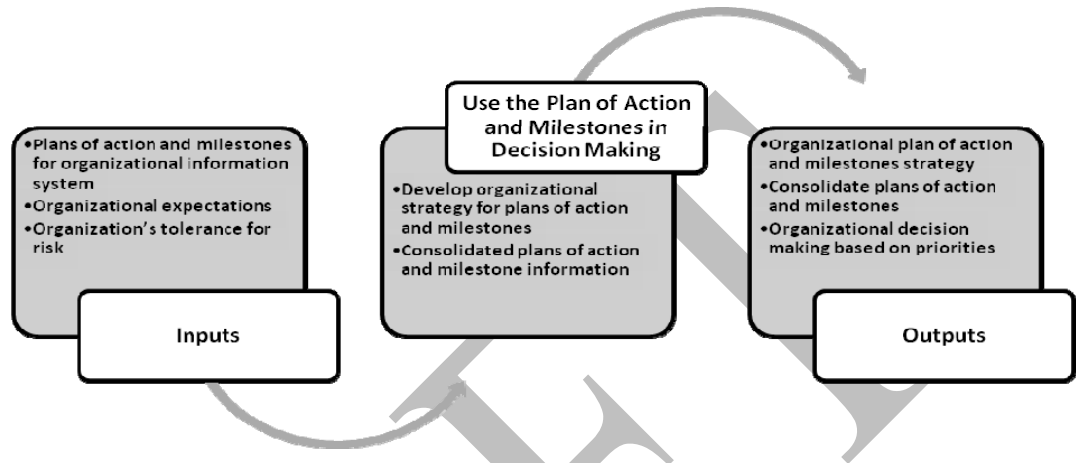 •Plans of action and milestones
for organizational information
system
•Organizational expectations
•Organization's tolerance for
risk
Inputs
Use the Plan of Action
and Milestones in
Decision Making
•Develop organizational
strategy for plans of action
and milestones
•Consolidated plans of action
and milestone information
•Organizational plan of action
and milestones strategy
•Consolidate plans of action
and milestones
•Organizational decision
making based on priorities
Outputs